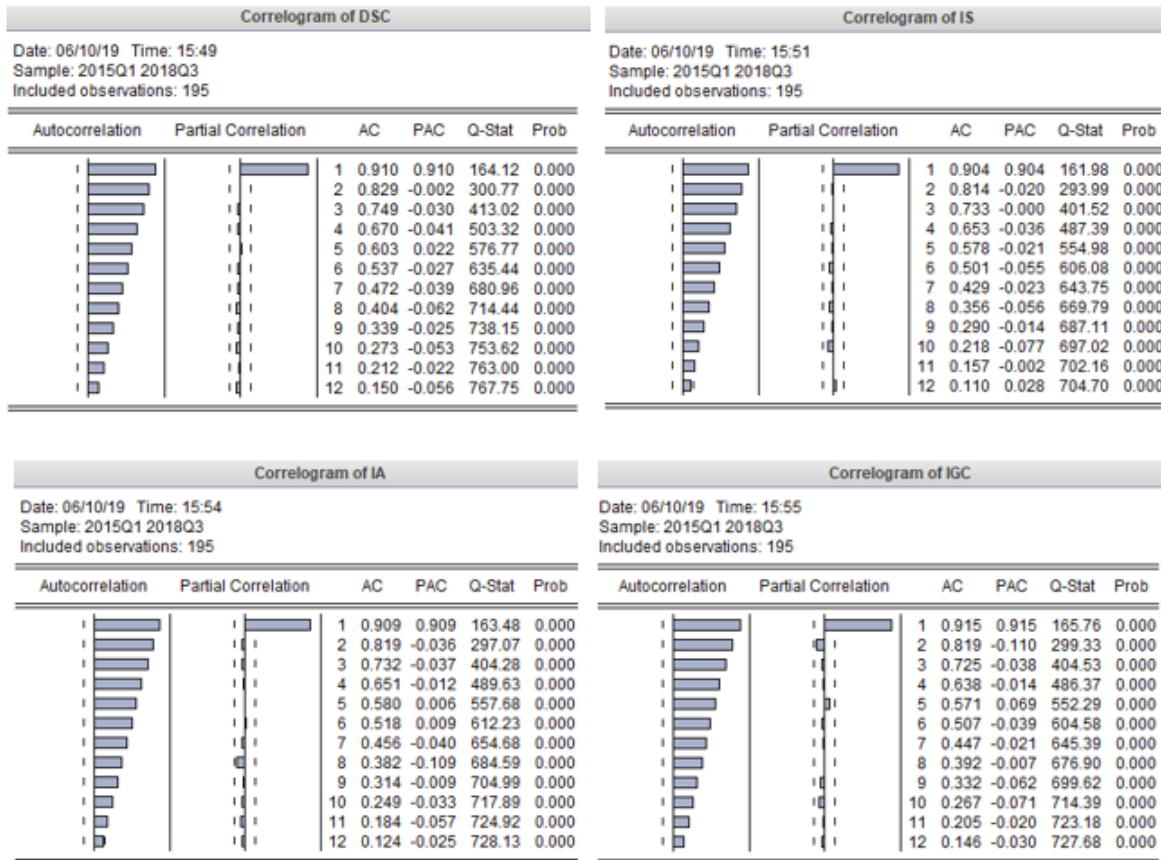 Correlogram of DSC
Date: 06/10/19 Time: 15:49
Sample: 2015Q1 2018Q3
Included observations: 195
Autocorrelation Partial Correlation AC PAC Q-Stat Prob
1 0.910 0.910 164.12 0.000
2 0.829 -0.002 300.77 0.000
3 0.749 -0.030 413.02 0.000
4 0.670 -0.041 503.32 0.000
5 0.603 0.022 576.77 0.000
6 0.537 -0.027 635.44 0.000
7 0.472 -0.039 680.96 0.000
8 0.404 -0.062 714.44 0.000
9 0.339 -0.025 738.15 0.000
10 0.273 -0.053 753.62 0.000
11 0.212 -0.022 763.00 0.000
12 0.150 -0.056 767.75 0.000
Correlogram of IS
Date: 06/10/19 Time: 15:51
Sample: 2015Q1 2018Q3
Included observations: 195
Autocorrelation Partial Correlation AC PAC Q-Stat Prob
1 0.904 0.904 161.98 0.000
2 0.814 -0.020 293.99 0.000
3 0.733 -0.000 401.52 0.000
4 0.653 -0.036 487.39 0.000
5 0.578 -0.021 554.98 0.000
6 0.501 -0.055 606.08 0.000
7 0.429 -0.023 643.75 0.000
8 0.356 -0.056 669.79 0.000
9 0.290 -0.014 687.11 0.000
10 0.218 -0.077 697.02 0.000
11 0.157 -0.002 702.16 0.000
12 0.110 0.028 704.70 0.000
Correlogram of IA
Date: 06/10/19 Time: 15:54
Sample: 2015Q1 2018Q3
Included observations: 195
Autocorrelation Partial Correlation AC PAC Q-Stat Prob
1 0.909 0.909 163.48 0.000
2 0.819 -0.036 297.07 0.000
3 0.732 -0.037 404.28 0.000
4 0.651 -0.012 489.63 0.000
5 0.580 0.006 557.68 0.000
6 0.518 0.009 612.23 0.000
7 0.456 -0.040 654.68 0.000
8 0.382 -0.109 684.59 0.000
9 0.314 -0.009 704.99 0.000
10 0.249 -0.033 717.89 0.000
11 0.184 -0.057 724.92 0.000
12 0.124 -0.025 728.13 0.000
Correlogram of IGC
Date: 06/10/19 Time: 15:55
Sample: 2015Q1 2018Q3
Included observations: 195
Autocorrelation Partial Correlation AC PAC Q-Stat Prob
1 0.915 0.915 165.76 0.000
2 0.819 -0.110 299.33 0.000
3 0.725 -0.038 404.53 0.000
4 0.638 -0.014 486.37 0.000
5 0.571 0.069 552.29 0.000
6 0.507 -0.039 604.58 0.000
7 0.447 -0.021 645.39 0.000
8 0.392 -0.007 676.90 0.000
9 0.332 -0.062 699.62 0.000
10 0.267 -0.071 714.39 0.000
11 0.205 -0.020 723.18 0.000
12 0.146 -0.030 727.68 0.000